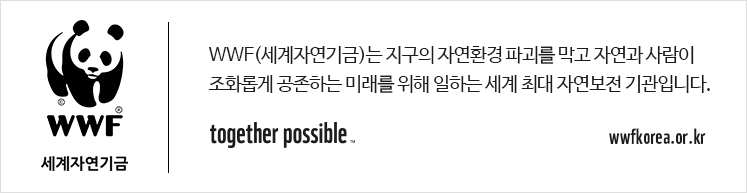 WWF
세계자연기금
WWF(세계자연기금)는 지구의 자연환경 파괴를 막고 자연과 사람이
조화롭게 공존하는 미래를 위해 일하는 세계 최대 자연보전 기관입니다.
together possible™
wwfkorea.or.kr